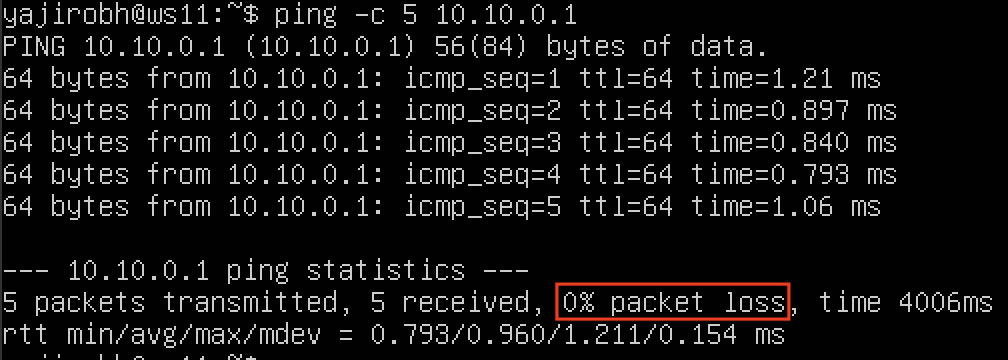 yajirobh@ws11:~$ ping -c 5 10.10.0.1
PING 10.10.0.1 (10.10.0.1) 56(84) bytes of data.
64 bytes from 10.10.0.1: icmp_seq=1 ttl=64 time=1.21 ms
64 bytes from 10.10.0.1: icmp_seq=2 ttl=64 time=0.897 ms
64 bytes from 10.10.0.1: icmp_seq=3 ttl=64 time=0.840 ms
64 bytes from 10.10.0.1: icmp_seq=4 ttl=64 time=0.793 ms
64 bytes from 10.10.0.1: icmp_seq=5 ttl=64 time=1.06 ms
--- 10.10.0.1 ping statistics ---
5 packets transmitted, 5 received, 0% packet loss, time 4006ms
rtt min/avg/max/mdev = 0.793/0.960/1.211/0.154 ms
yajirobh@ws11:~$